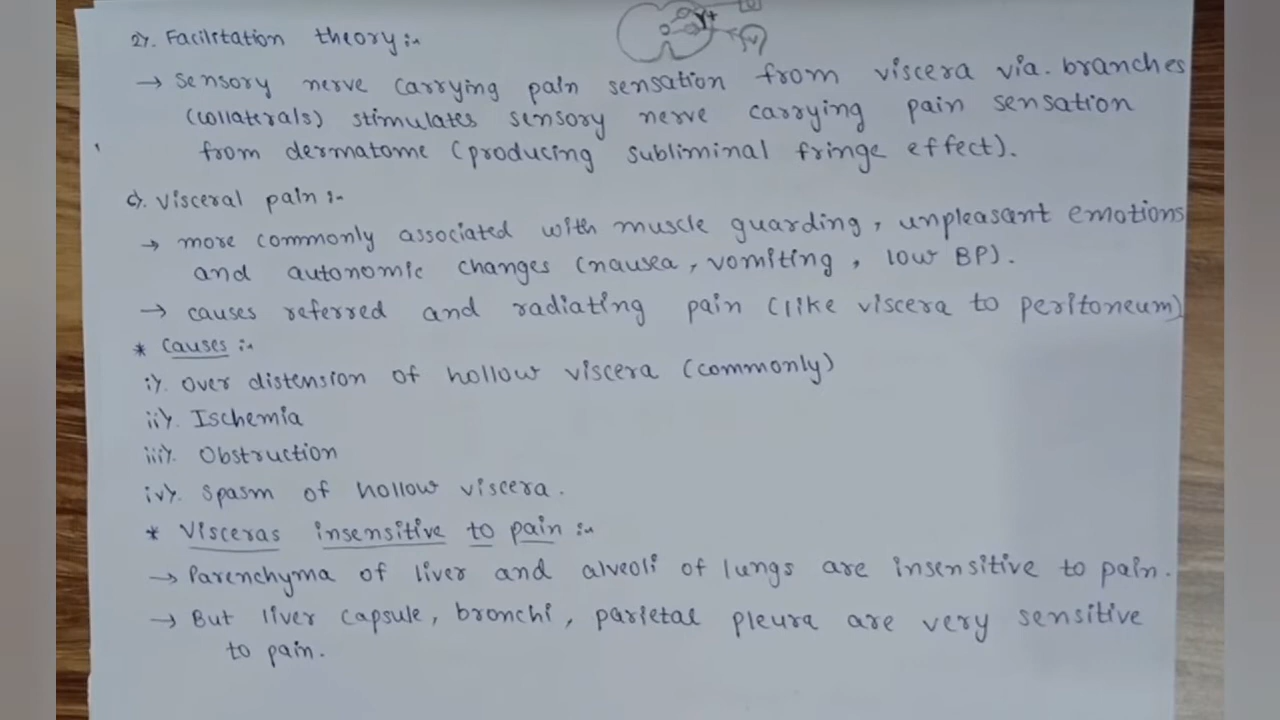 2). Facilitation theory :-
→ Sensory nerve carrying pain sensation from viscera via. branches
(collaterals) stimulates sensory nerve carrying pain sensation
from dermatome (producing subliminal fringe effect).
c). Visceral pain :-
→ more commonly associated with muscle guarding, unpleasant emotions
and autonomic changes (nausea, vomiting, low BP).
→ causes referred and radiating pain (like viscera to peritoneum)
* Causes :-
i). Over distension of hollow viscera (commonly)
ii). Ischemia
iii). Obstruction
iv). Spasm of hollow viscera.
* Visceras insensitive to pain :-
→ Parenchyma of liver and alveoli of lungs are insensitive to pain.
→ But liver capsule, bronchi, parietal pleura are very sensitive
to pain.